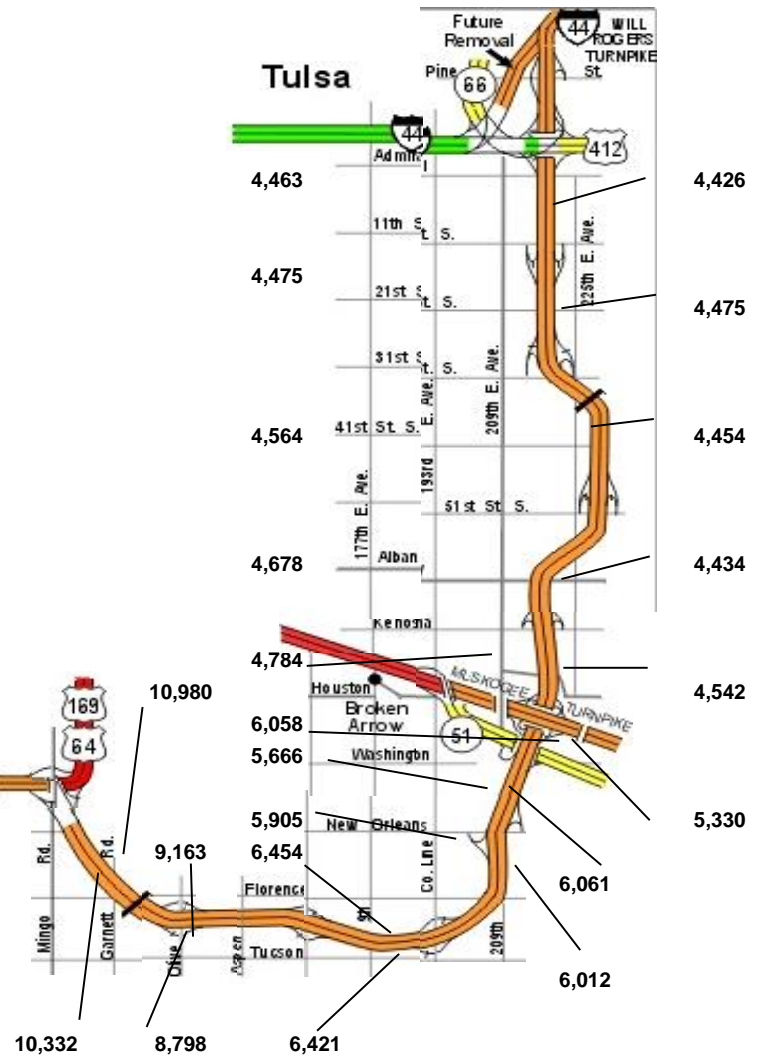 Future
Removal
44
WILL
ROGERS
TURNPIKE
Tulsa
Pine
St.
66
44
412
4,463
4,426
11th S
t. S.
225th E. Ave.
4,475
21st S
t. S.
4,475
31st S
t. S.
209th E. Ave.
E. Ave.
193rd
4,564
41st St. S.
4,454
177th E. Ave.
51st St S.
4,678
Alban
4,434
Kenosha
4,784
MUSKOGEE
TURNPIKE
Houston
4,542
169
10,980
Broken
Arrow
6,058
51
64
5,666
Washington
5,905
New Orleans
5,330
9,163
6,454
Co. Line
6,061
Rd.
Rd.
Florence
Mingo
Garnett
Olive
Aspen
Tucson
209th
6,012
10,332
8,798
6,421